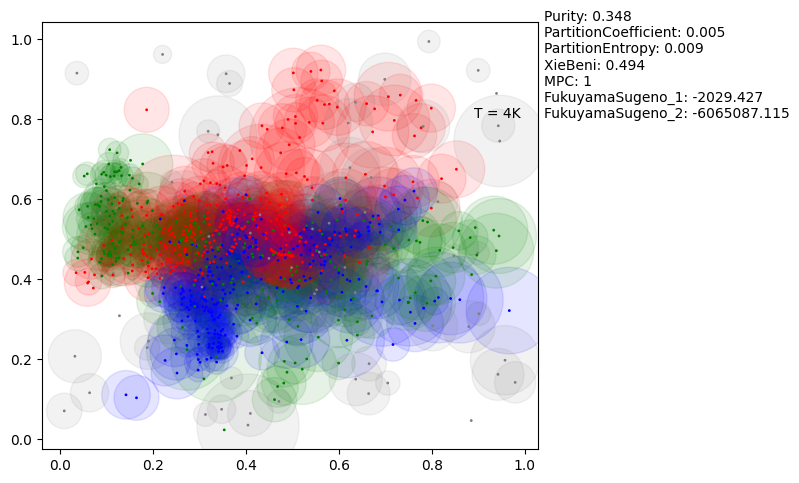 Purity: 0.348
PartitionCoefficient: 0.005
PartitionEntropy: 0.009
XieBeni: 0.494
MPC: 1
FukuyamaSugeno_1: -2029.427
FukuyamaSugeno_2: -6065087.115
T = 4K
1.0
0.8
0.6
0.4
0.2
0.0
0.0 0.2 0.4 0.6 0.8 1.0